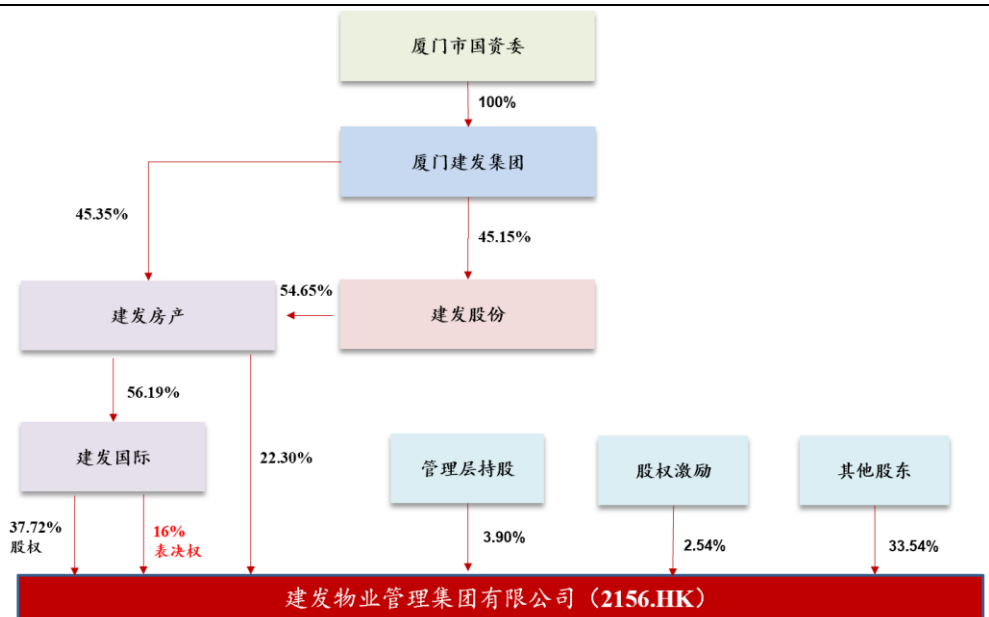 厦门市国资委
100%
厦门建发集团
45.35%
45.15%
建发房产
54.65%
建发股份
56.19%
建发国际
22.30%
管理层持股
股权激励
其他股东
37.72%
股权
16%
表决权
3.90%
2.54%
33.54%
建发物业管理集团有限公司（2156.HK）